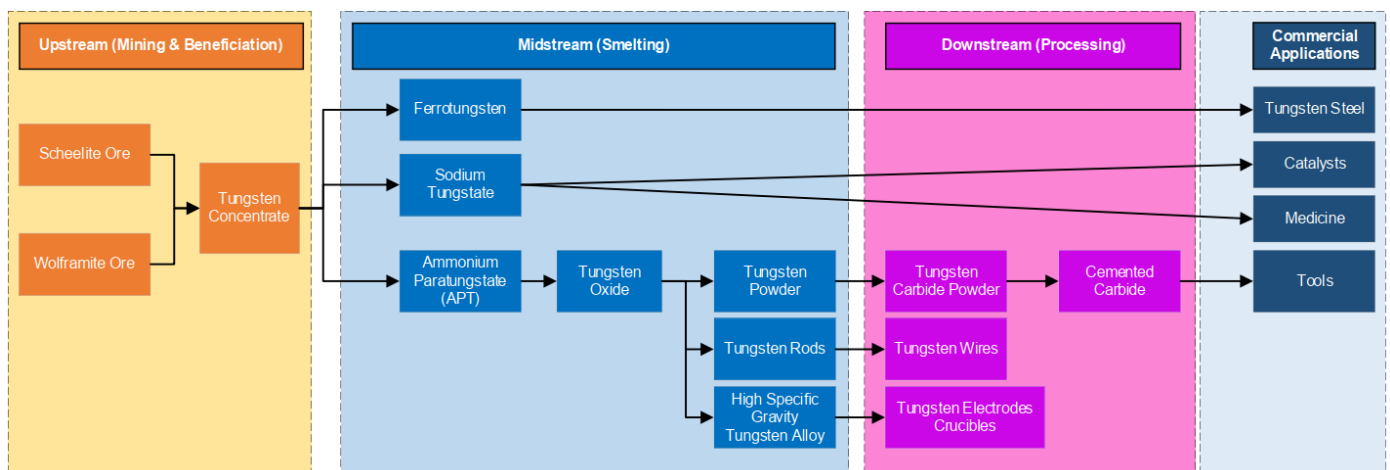 Upstream (Mining & Beneficiation)
Midstream (Smelting)
Downstream (Processing)
Commercial
Applications
Scheelite Ore
Wolframite Ore
Tungsten
Concentrate
Ferrotungsten
Sodium
Tungstate
Ammonium
Paratungstate
(APT)
Tungsten
Oxide
Tungsten
Powder
Tungsten Rods
High Specific
Gravity
Tungsten Alloy
Tungsten
Carbide Powder
Cemented
Carbide
Tungsten Wires
Tungsten Electrodes
Crucibles
Tungsten Steel
Catalysts
Medicine
Tools